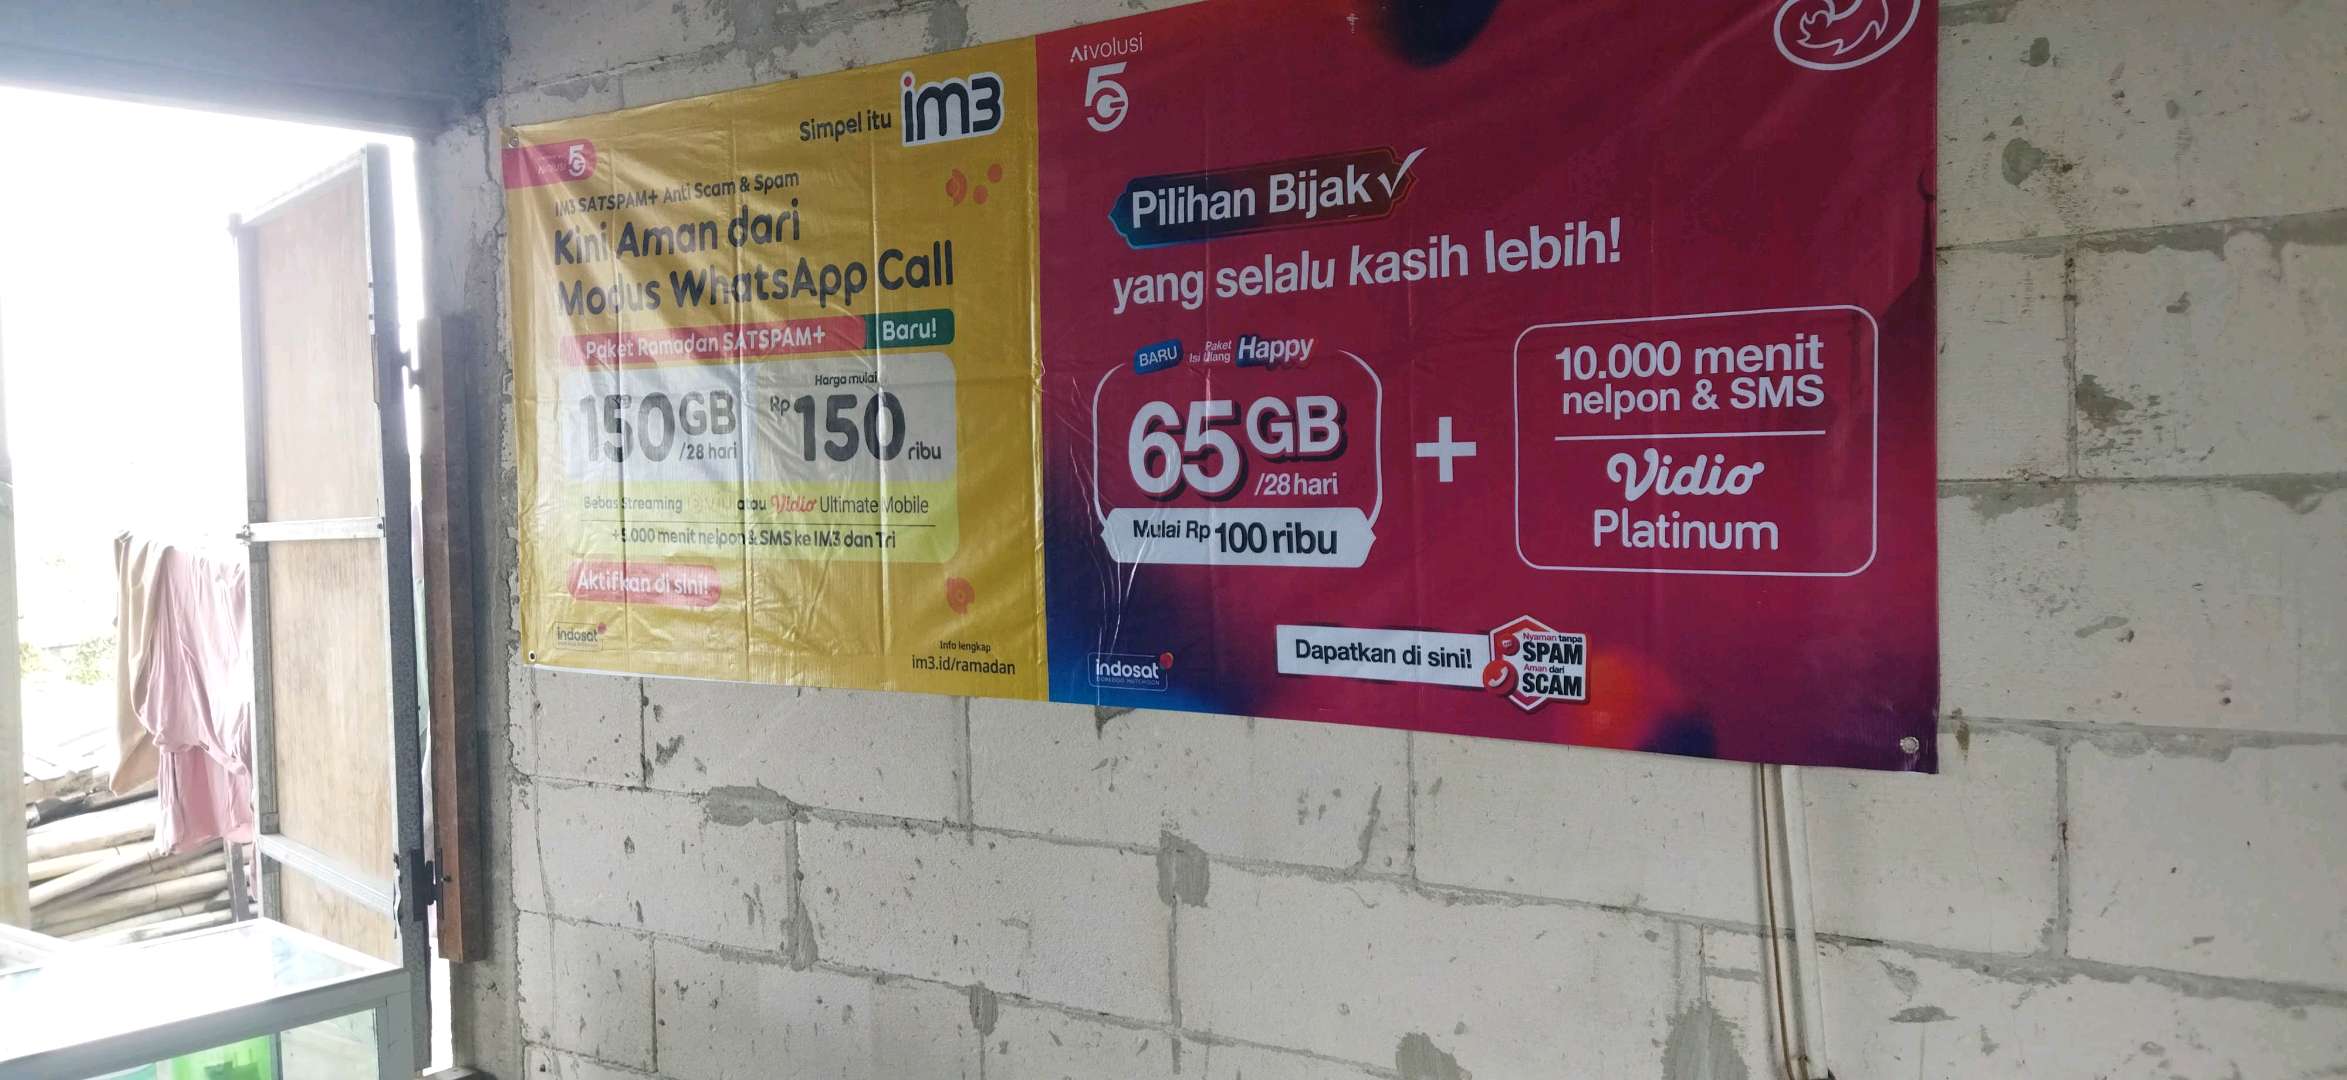 Simpel itu im3
5G
IM3 SATSPAM+ Anti Scam & Spam
Kini Aman dari
Modus WhatsApp Call
Paket Ramadan SATSPAM+ Baru!
150GB
/28 hari
Harga mulai
Rp 150 ribu
Bebas Streaming atau Vidio Ultimate Mobile
+5.000 menit nelpon & SMS ke IM3 dan Tri
Aktifkan di sini!
indosat
Info lengkap
im3.id/ramadan
AIVOLUSI
5G
Pilihan Bijak
yang selalu kasih lebih!
BARU Paket Isi Ulang Happy
65GB
/28 hari
Mulai Rp 100 ribu
+
10.000 menit
nelpon & SMS
Vidio
Platinum
Dapatkan di sini!
Nyaman tanpa
SPAM
Aman dari
SCAM
indosat
OOREDOO HUTCHISON